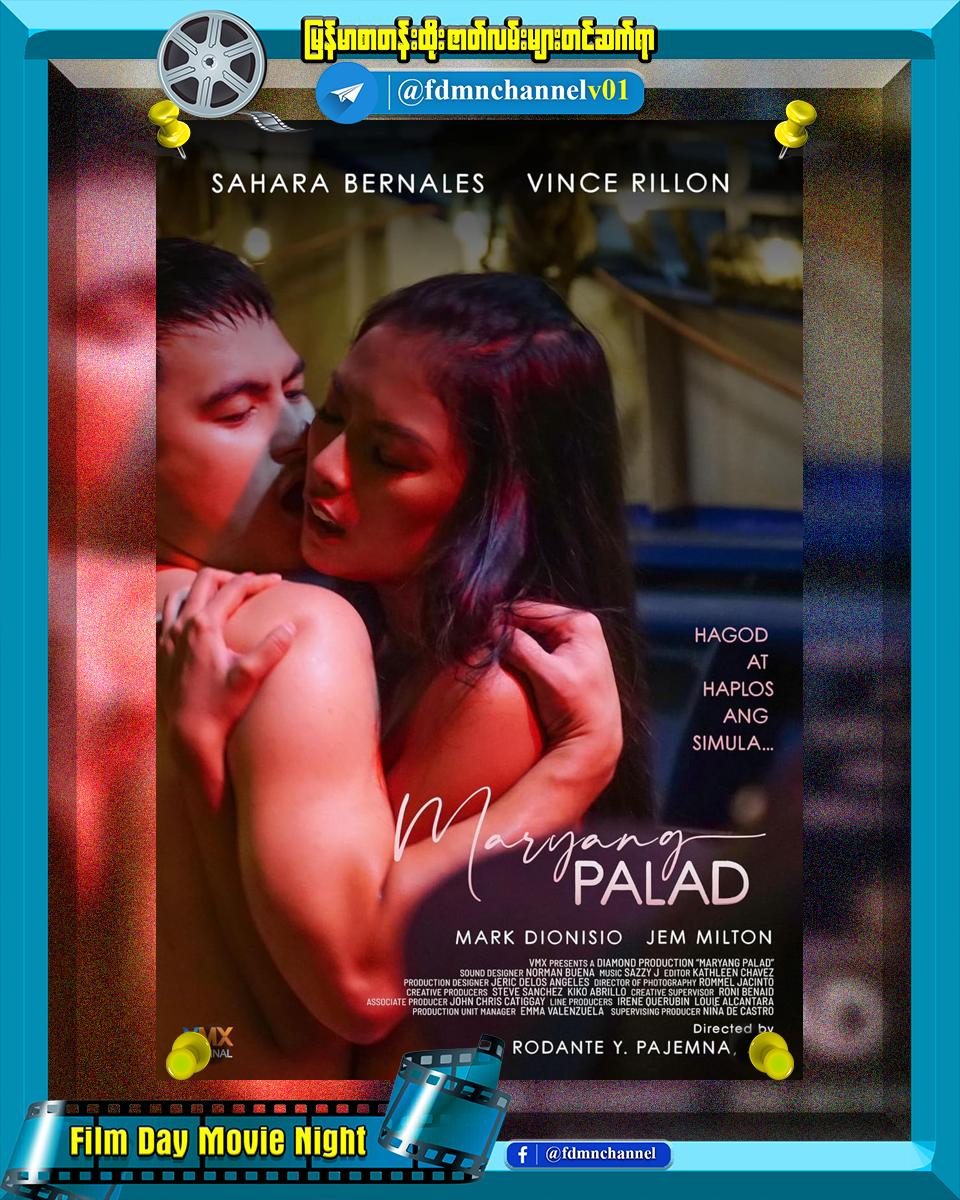 မြန်မာစာတန်းထိုးဇာတ်လမ်းများတင်ဆက်ရာ
@fdmnchannelv01
SAHARA BERNALES VINCE RILLON
HAGOD
AT
HAPLOS
ANG
SIMULA...
Maryang
PALAD
MARK DIONISIO JEM MILTON
VMX PRESENTS A DIAMOND PRODUCTION "MARYANG PALAD"
SOUND DESIGNER NORMAN BUENA MUSIC SAZZY J EDITOR KATHLEEN CHAVEZ
PRODUCTION DESIGNER JERIC DELOS ANGELES DIRECTOR OF PHOTOGRAPHY ROMMEL JACINTO
CREATIVE PRODUCERS STEVE SANCHEZ KIKO ABRILLO CREATIVE SUPERVISOR RONI BENAID
ASSOCIATE PRODUCER JOHN CHRIS CATIGGAY LINE PRODUCERS IRENE QUERUBIN LOUIE ALCANTARA
PRODUCTION UNIT MANAGER EMMA VALENZUELA SUPERVISING PRODUCER NIÑA DE CASTRO
Directed by
RODANTE Y. PAJEMNA,
Film Day Movie Night
f @fdmnchannel